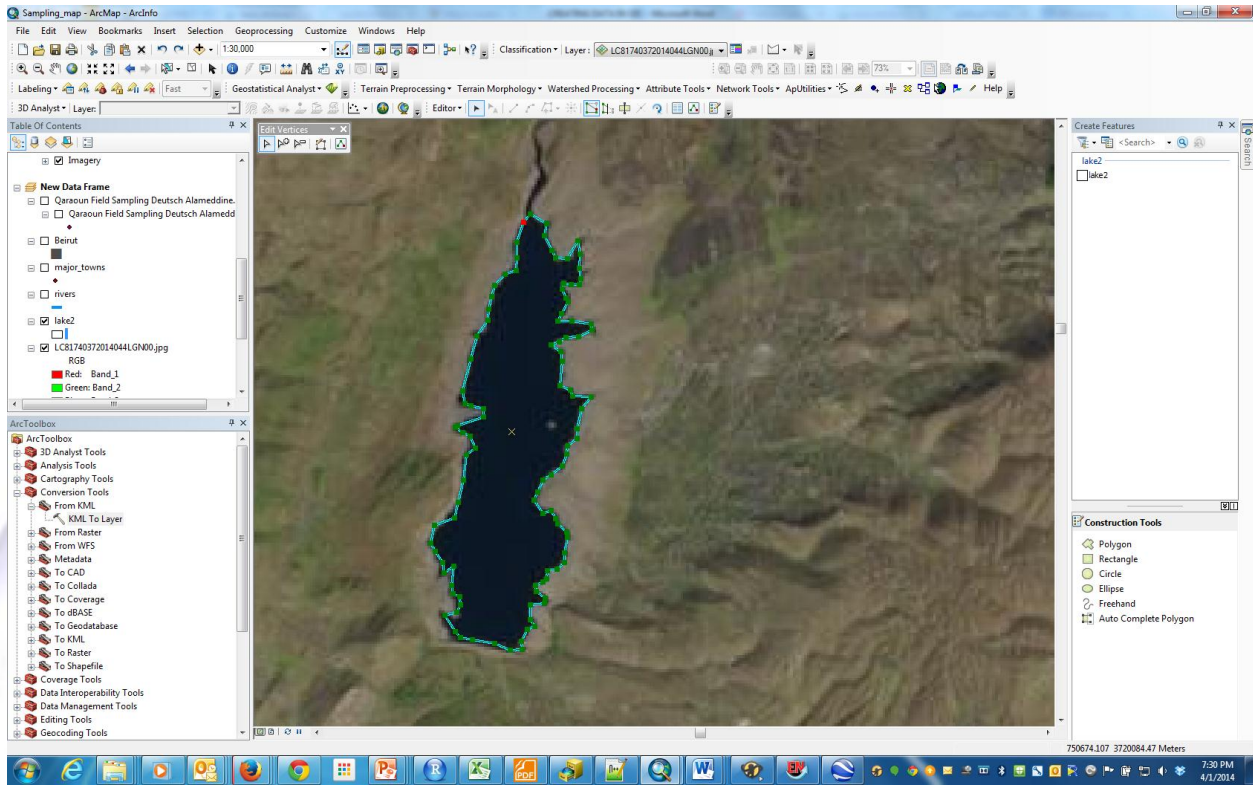 Sampling_map - ArcMap - ArcInfo
File Edit View Bookmarks Insert Selection Geoprocessing Customize Windows Help
1:30,000 Classification Layer: LC81740372014044LGN00.j
73%
Labeling Fast Geostatistical Analyst Terrain Preprocessing Terrain Morphology Watershed Processing Attribute Tools Network Tools ApUtilities Help
3D Analyst Layer: Editor
Table Of Contents
Imagery
New Data Frame
Qaraoun Field Sampling Deutsch Alameddine.
Qaraoun Field Sampling Deutsch Alamedd
Beirut
major_towns
rivers
lake2
LC81740372014044LGN00.jpg
RGB
Red: Band_1
Green: Band_2
ArcToolbox
ArcToolbox
3D Analyst Tools
Analysis Tools
Cartography Tools
Conversion Tools
From KML
KML To Layer
From Raster
From WFS
Metadata
To CAD
To Collada
To Coverage
To dBASE
To Geodatabase
To KML
To Raster
To Shapefile
Coverage Tools
Data Interoperability Tools
Data Management Tools
Editing Tools
Geocoding Tools
Edit Vertices
Create Features
<Search>
lake2
lake2
Search
Construction Tools
Polygon
Rectangle
Circle
Ellipse
Freehand
Auto Complete Polygon
750674.107 3720084.47 Meters
7:30 PM
4/1/2014